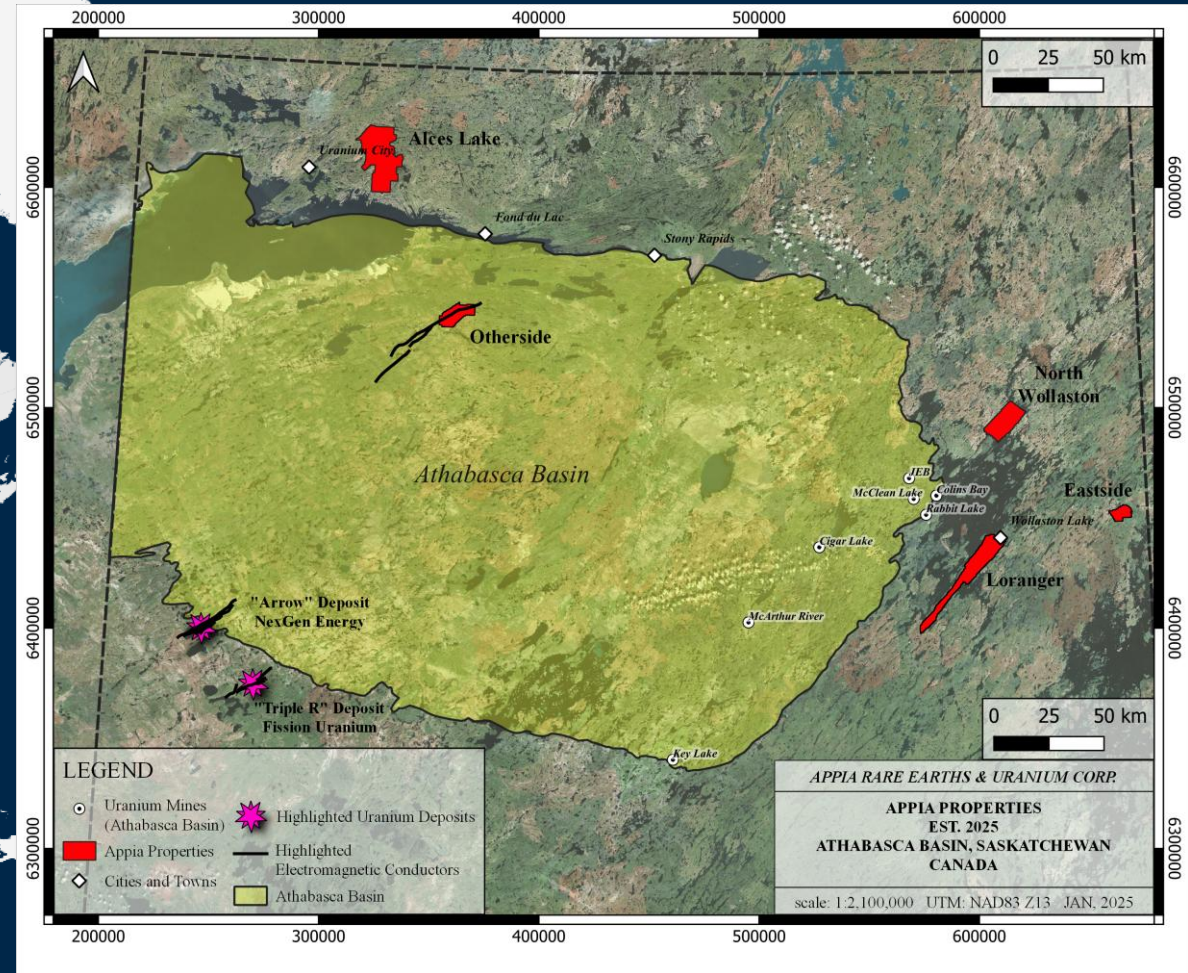 200000 300000 400000 500000 600000
0 25 50 km
6600000
6600000
Alces Lake
Uranium City
Fond du Lac
Stony Rapids
Otherside
6500000
6500000
North
Wollaston
Athabasca Basin
JEB
McClean Lake
Colins Bay
Rabbit Lake
Eastside
Wollaston Lake
Cigar Lake
Loranger
"Arrow" Deposit
NexGen Energy
McArthur River
6400000
6400000
"Triple R" Deposit
Fission Uranium
0 25 50 km
Key Lake
LEGEND
Uranium Mines
(Athabasca Basin)
Appia Properties
Cities and Towns
Highlighted Uranium Deposits
Highlighted
Electromagnetic Conductors
Athabasca Basin
6300000
6300000
APPIA RARE EARTHS & URANIUM CORP.
APPIA PROPERTIES
EST. 2025
ATHABASCA BASIN, SASKATCHEWAN
CANADA
scale: 1:2,100,000 UTM: NAD83 Z13 JAN, 2025
200000 300000 400000 500000 600000